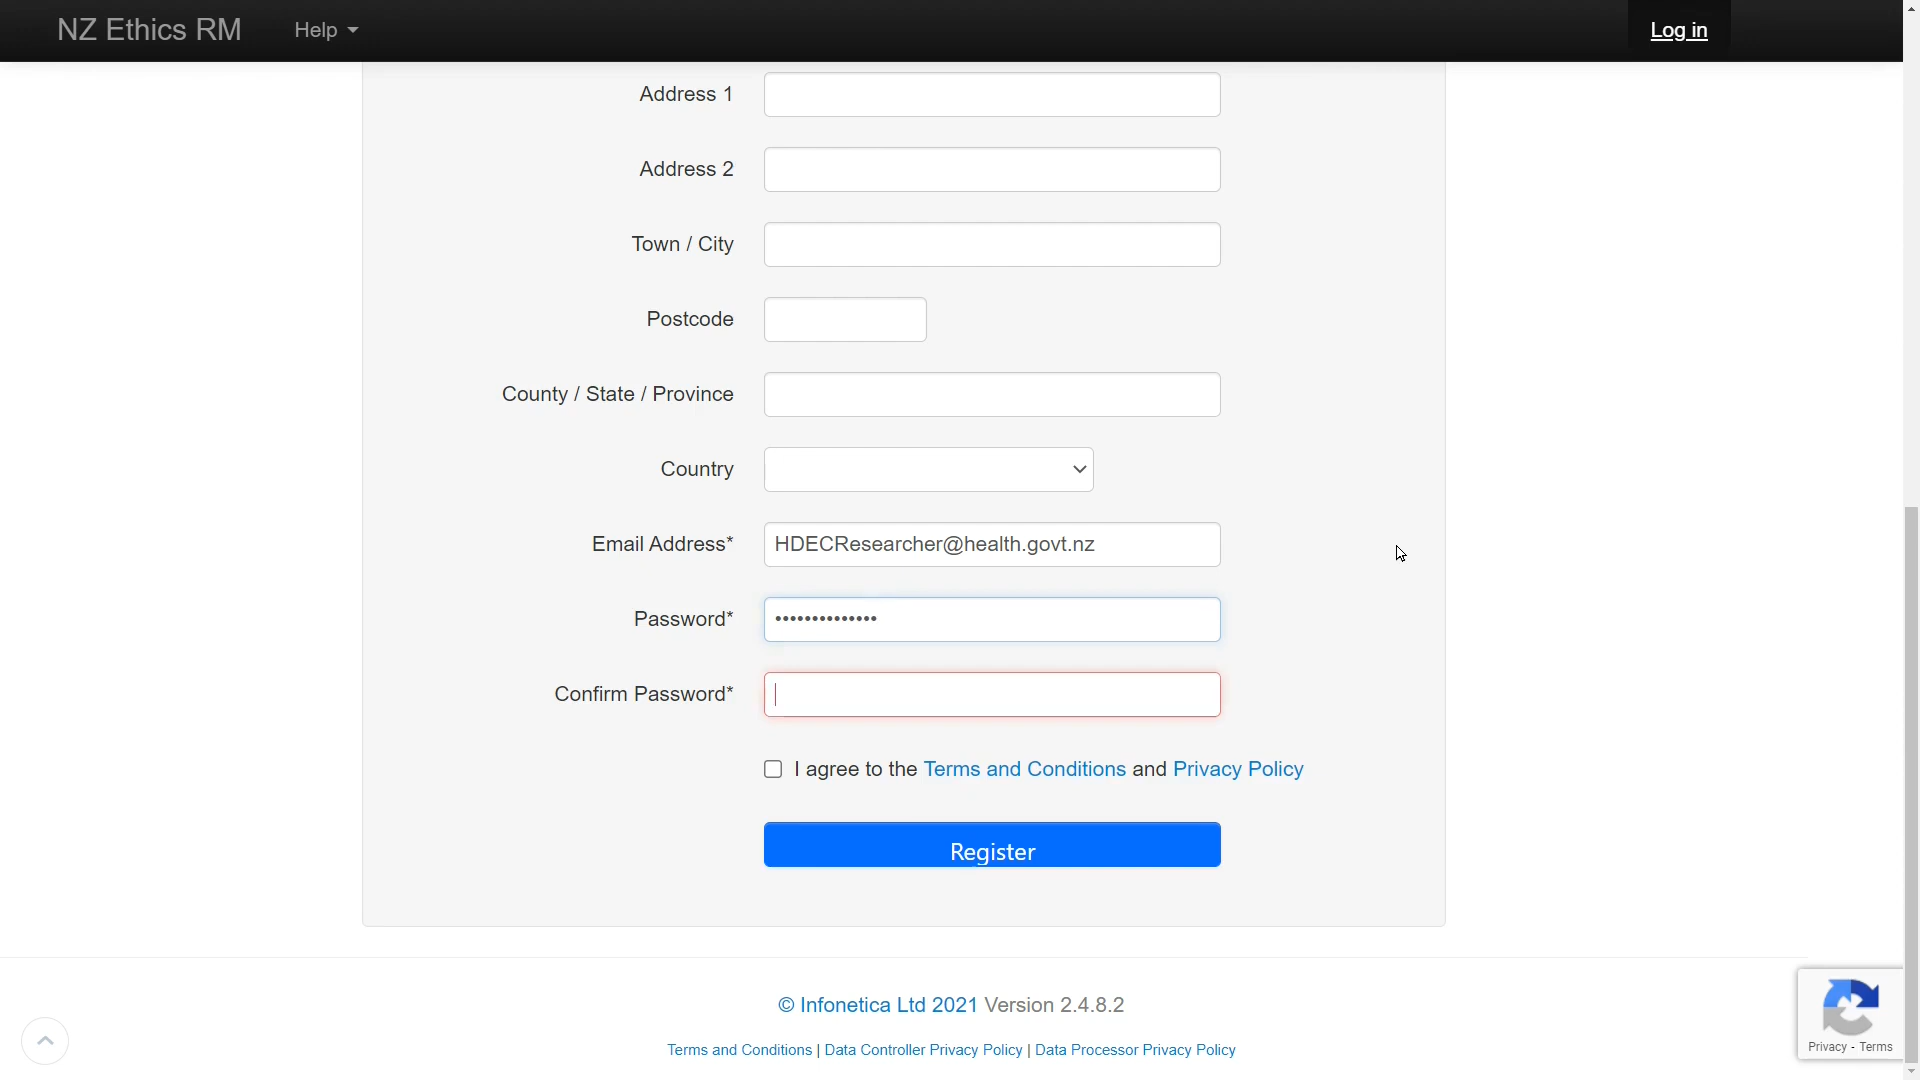 NZ Ethics RM Help Log in
Address 1
Address 2
Town / City
Postcode
County / State / Province
Country
Email Address* HDECResearcher@health.govt.nz
Password* ••••••••••••••
Confirm Password*
I agree to the Terms and Conditions and Privacy Policy
Register
© Infonetica Ltd 2021 Version 2.4.8.2
Terms and Conditions | Data Controller Privacy Policy | Data Processor Privacy Policy
Privacy - Terms